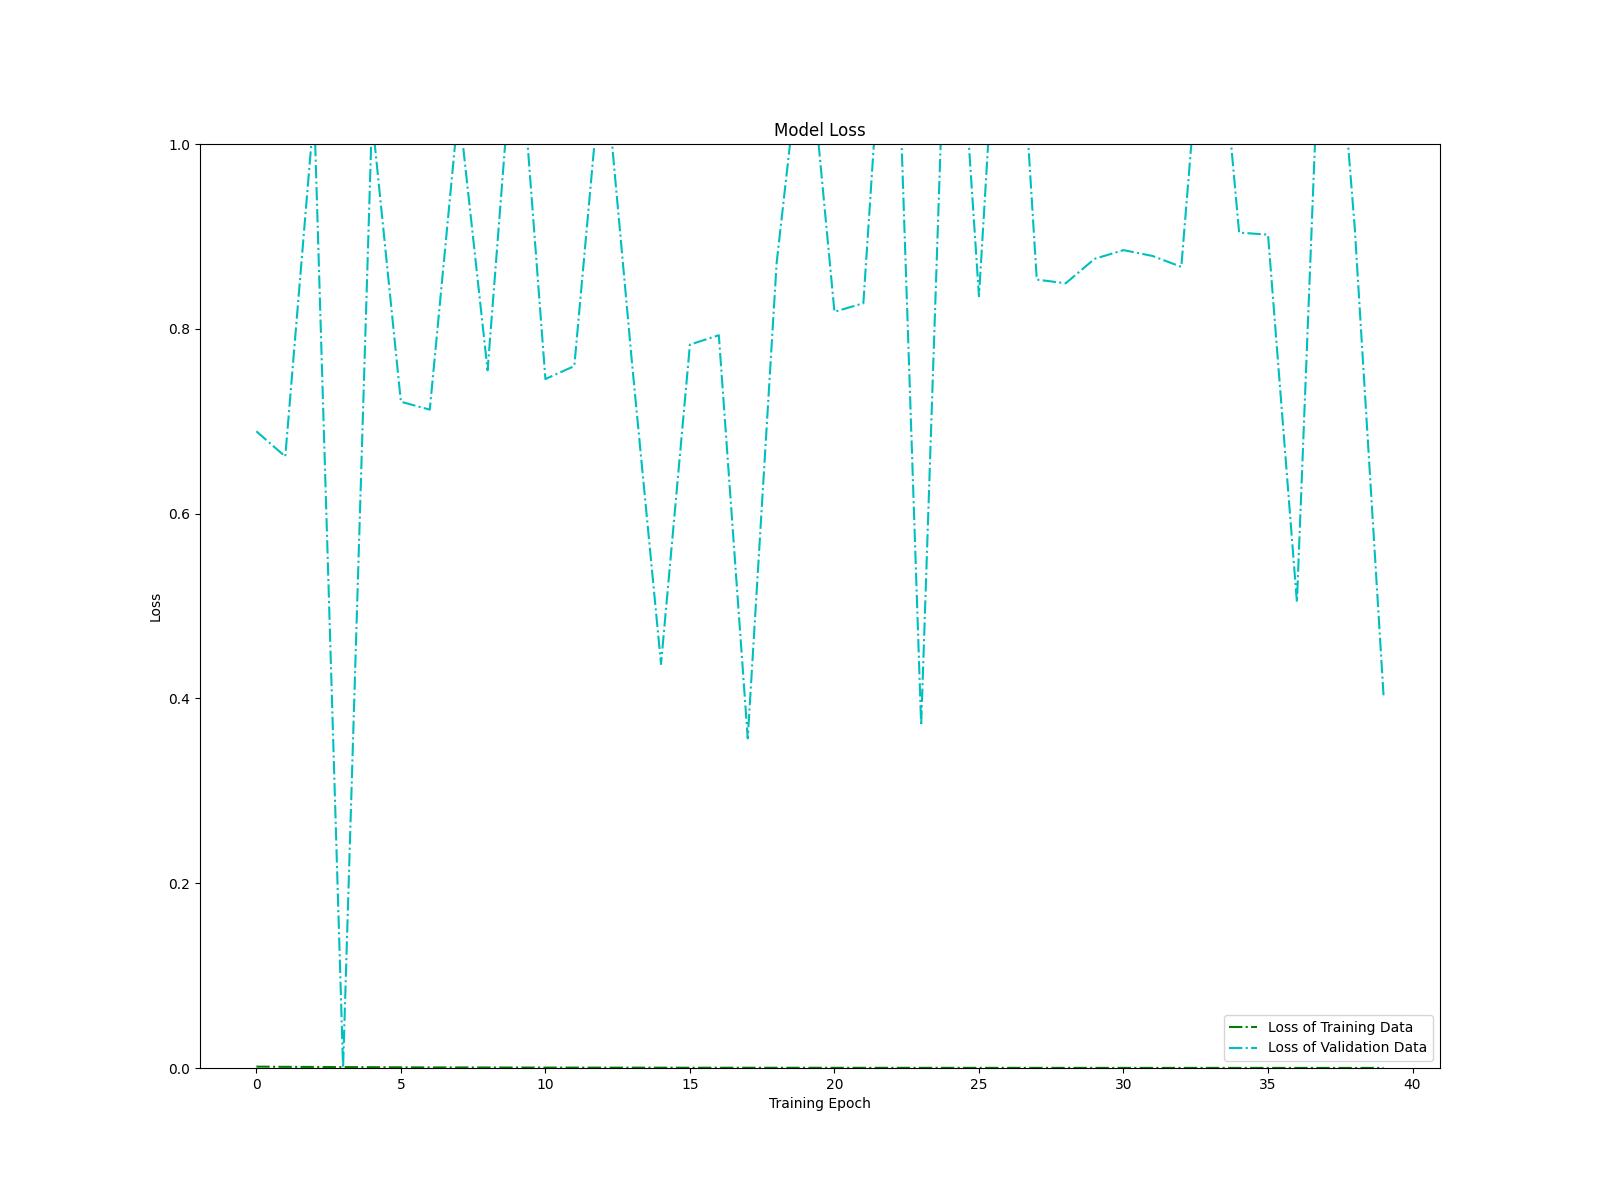 Model Loss
1.0
0.8
0.6
0.4
0.2
0.0
Loss
0 5 10 15 20 25 30 35 40
Training Epoch
Loss of Training Data
Loss of Validation Data